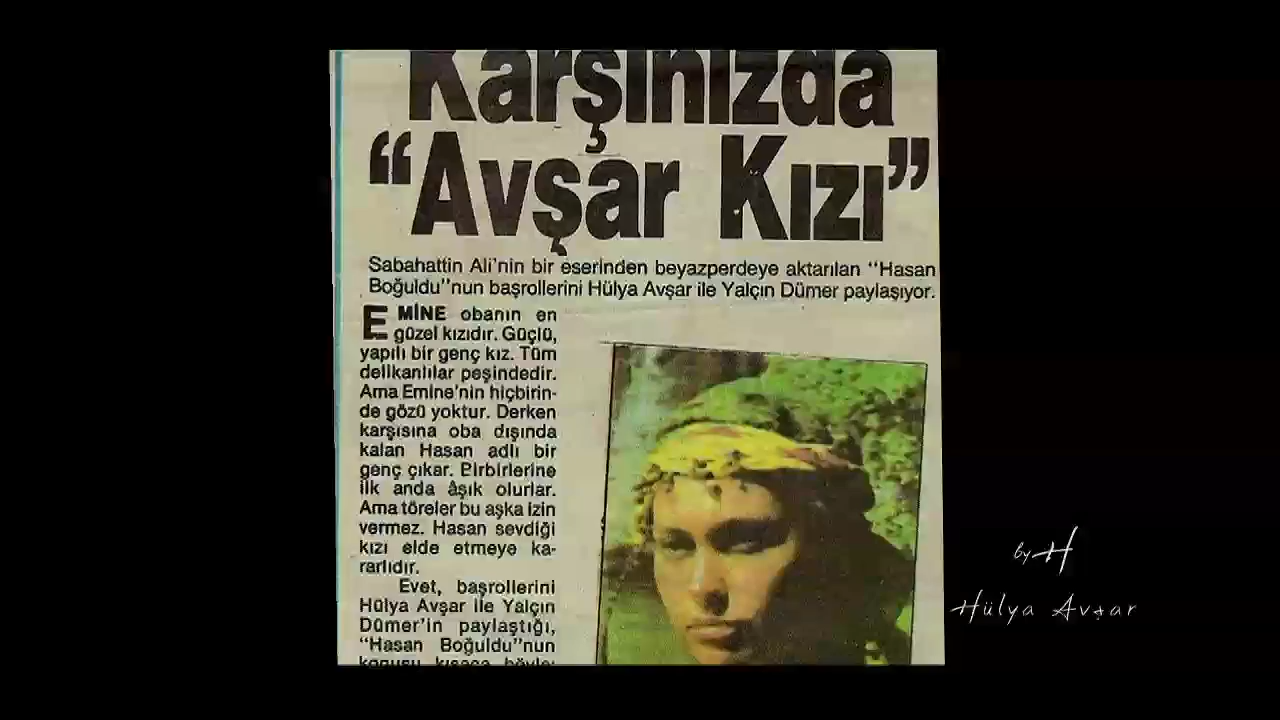 Karşınızda
“Avşar Kızı”
Sabahattin Ali'nin bir eserinden beyazperdeye aktarılan “Hasan
Boğuldu”nun başrollerini Hülya Avşar ile Yalçın Dümer paylaşıyor.
EMİNE obanın en
güzel kızıdır. Güçlü,
yapılı bir genç kız. Tüm
delikanlılar peşindedir.
Ama Emine'nin hiçbirin-
de gözü yoktur. Derken
karşısına oba dışında
kalan Hasan adlı bir
genç çıkar. Birbirlerine
ilk anda âşık olurlar.
Ama töreler bu aşka izin
vermez. Hasan sevdiği
kızı elde etmeye ka-
rarlıdır.
Evet, başrollerini
Hülya Avşar ile Yalçın
Dümer'in paylaştığı,
“Hasan Boğuldu”nun
konusu kısaca böyle:
by H
Hülya Avşar